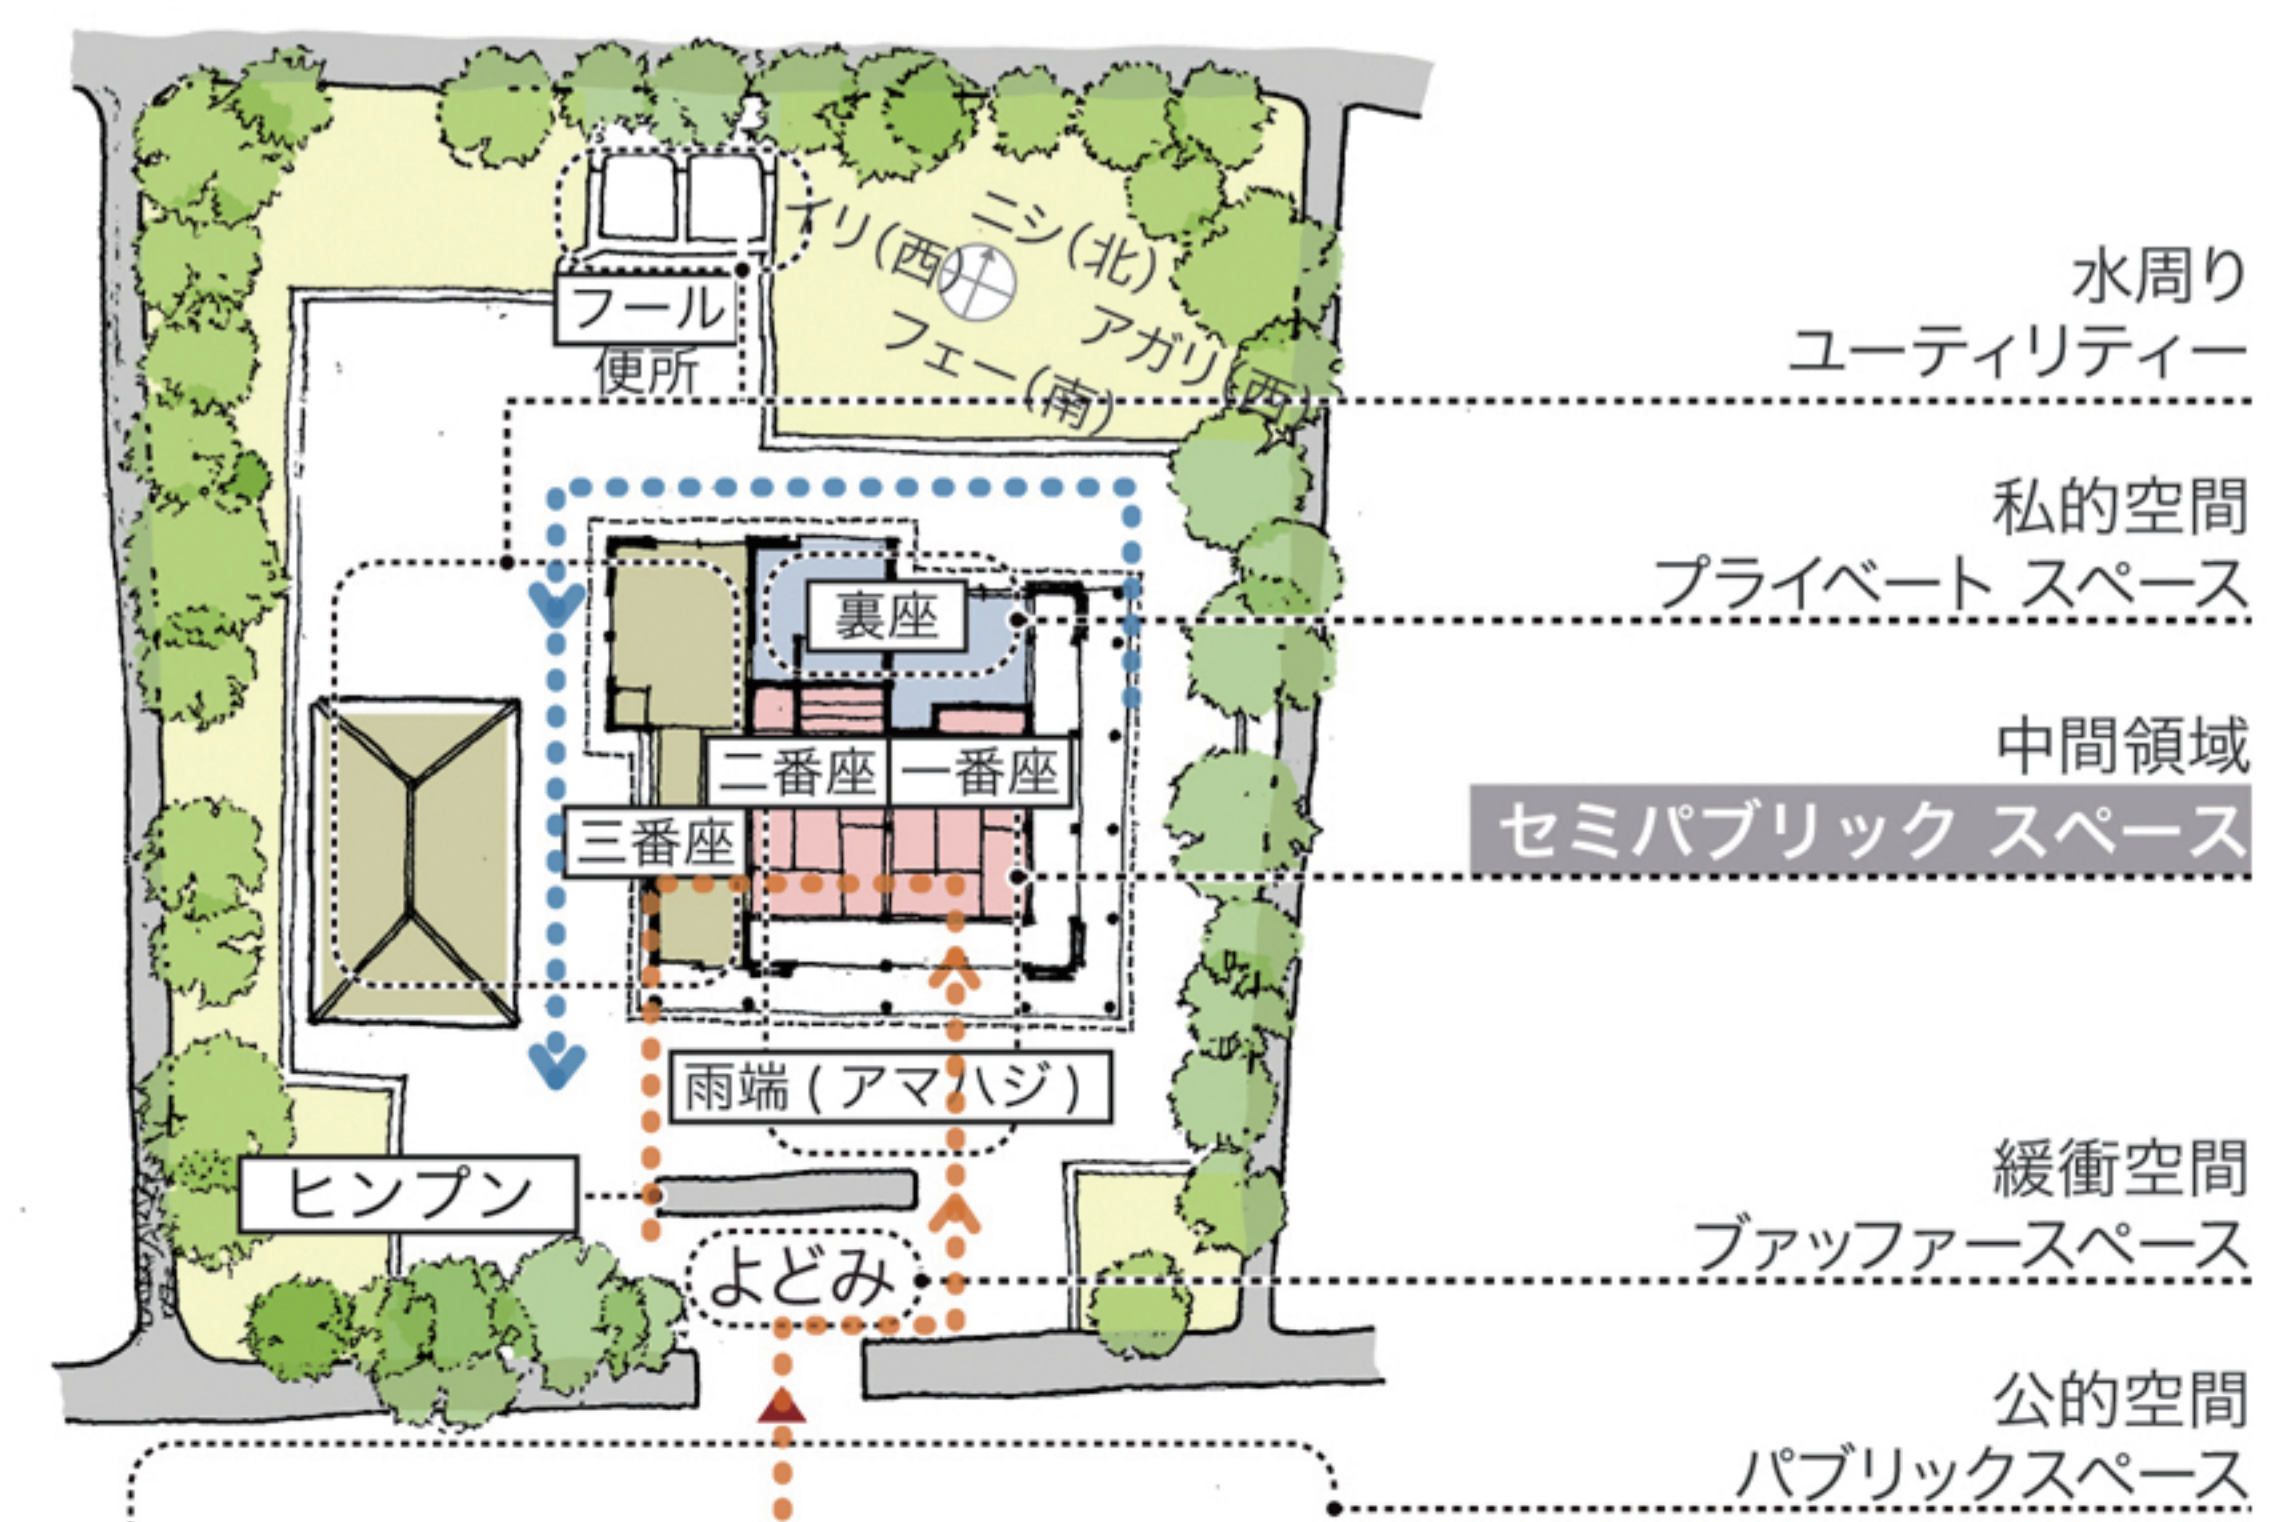 イリ(西)
ニシ(北)
フェー(南)
アガリ(西)
フール
便所
裏座
二番座
一番座
三番座
雨端(アマハジ)
ヒンプン
よどみ
水周り
ユーティリティー
私的空間
プライベート スペース
中間領域
セミパブリック スペース
緩衝空間
ブァッファースペース
公的空間
パブリックスペース